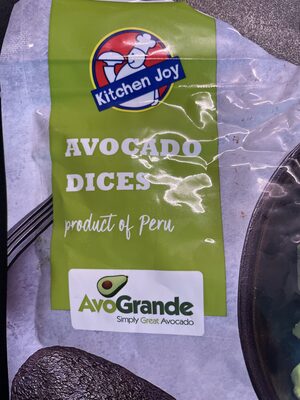 Kitchen Joy
AVOCADO
DICES
product of Peru
AvoGrande
Simply Great Avocado